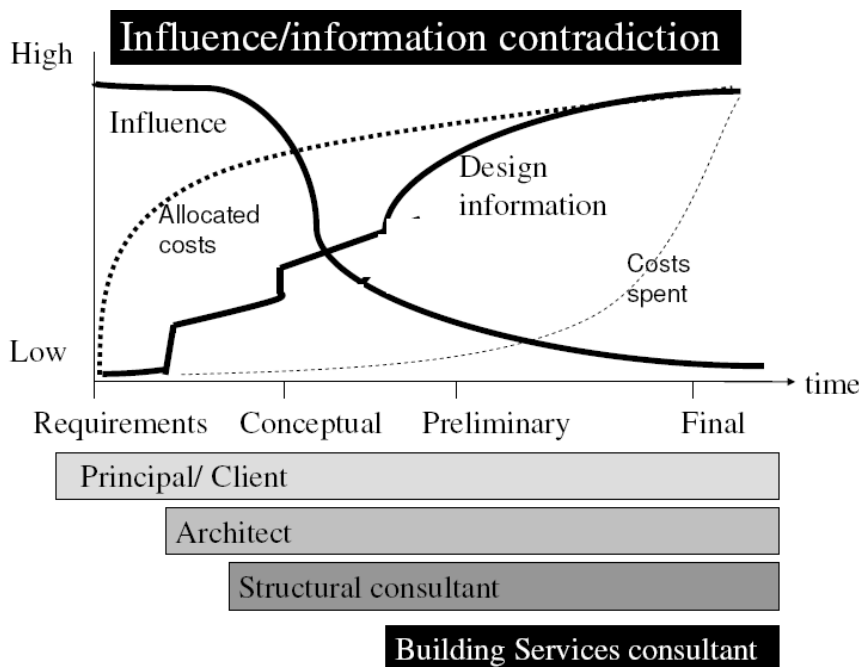 Influence/information contradiction
High
Influence
Design
information
Allocated
costs
Costs
spent
Low
time
Requirements Conceptual Preliminary Final
Principal/ Client
Architect
Structural consultant
Building Services consultant